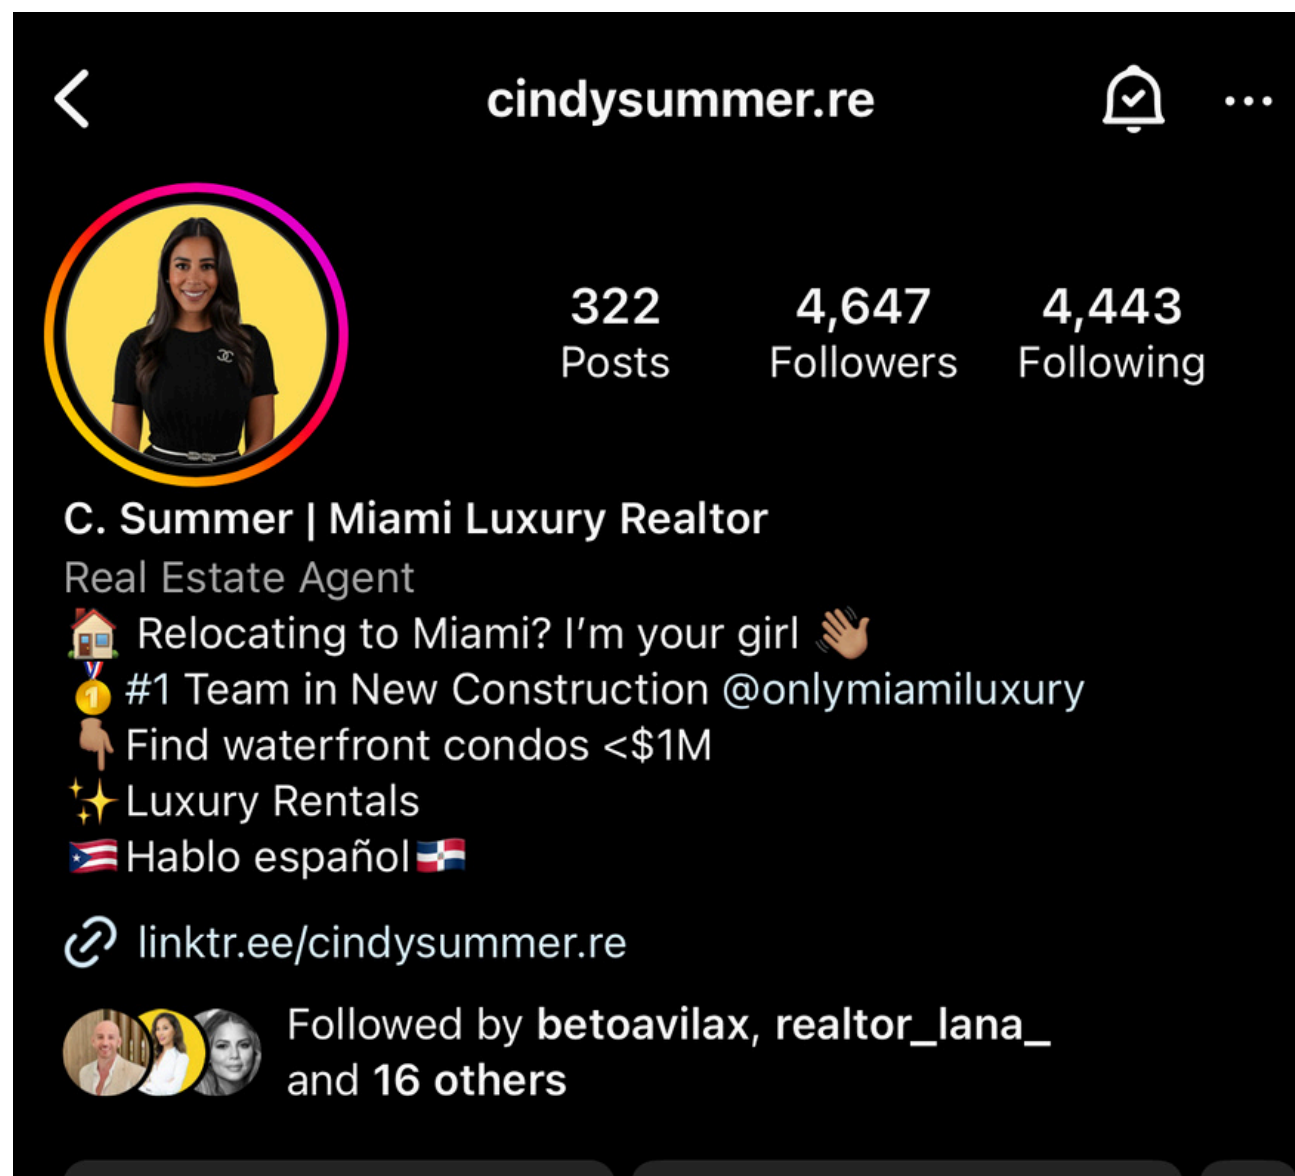 cindysummer.re
322
Posts
4,647
Followers
4,443
Following
C. Summer | Miami Luxury Realtor
Real Estate Agent
🏠 Relocating to Miami? I’m your girl 👋🏽
🥇#1 Team in New Construction @onlymiamiluxury
👇🏽Find waterfront condos <$1M
✨Luxury Rentals
🇵🇷Hablo español🇩🇴
linktr.ee/cindysummer.re
Followed by betoavilax, realtor_lana_
and 16 others